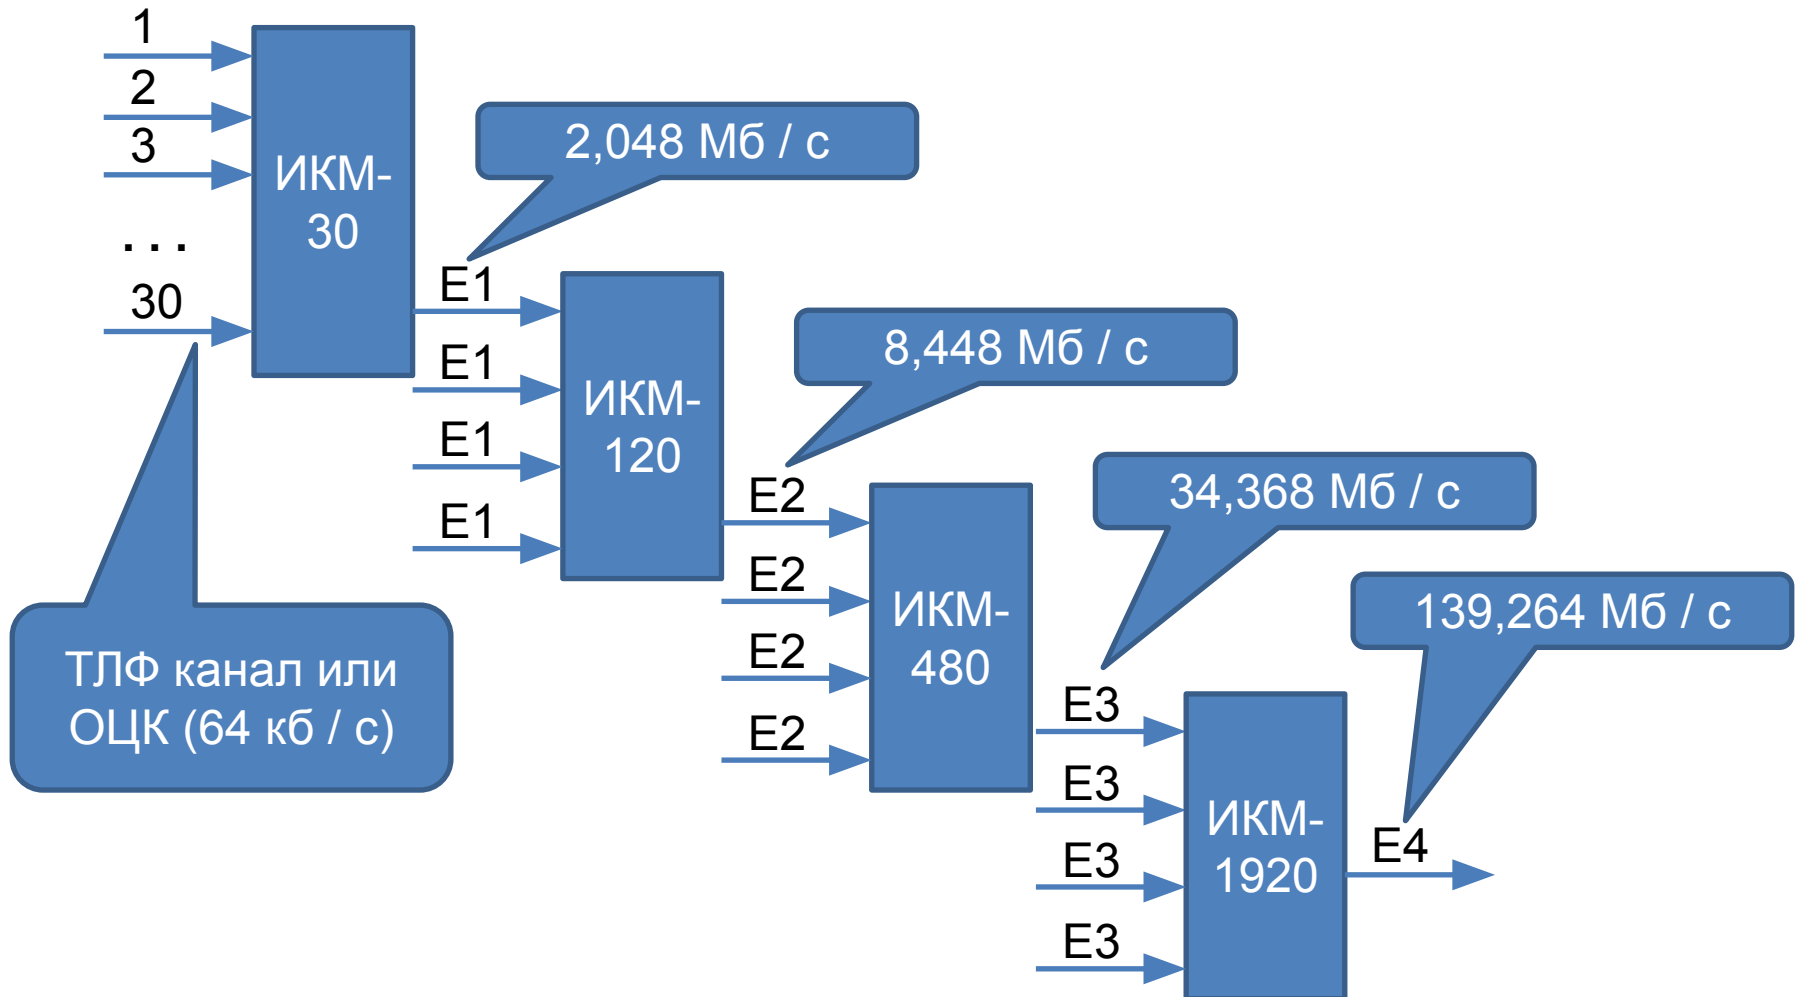 1
2
3
. . .
30
ИКМ-
30
2,048 Мб / с
E1
E1
E1
E1
ИКМ-
120
8,448 Мб / с
E2
E2
E2
E2
ИКМ-
480
34,368 Мб / с
E3
E3
E3
E3
ИКМ-
1920
139,264 Мб / с
E4
ТЛФ канал или
ОЦК (64 кб / с)